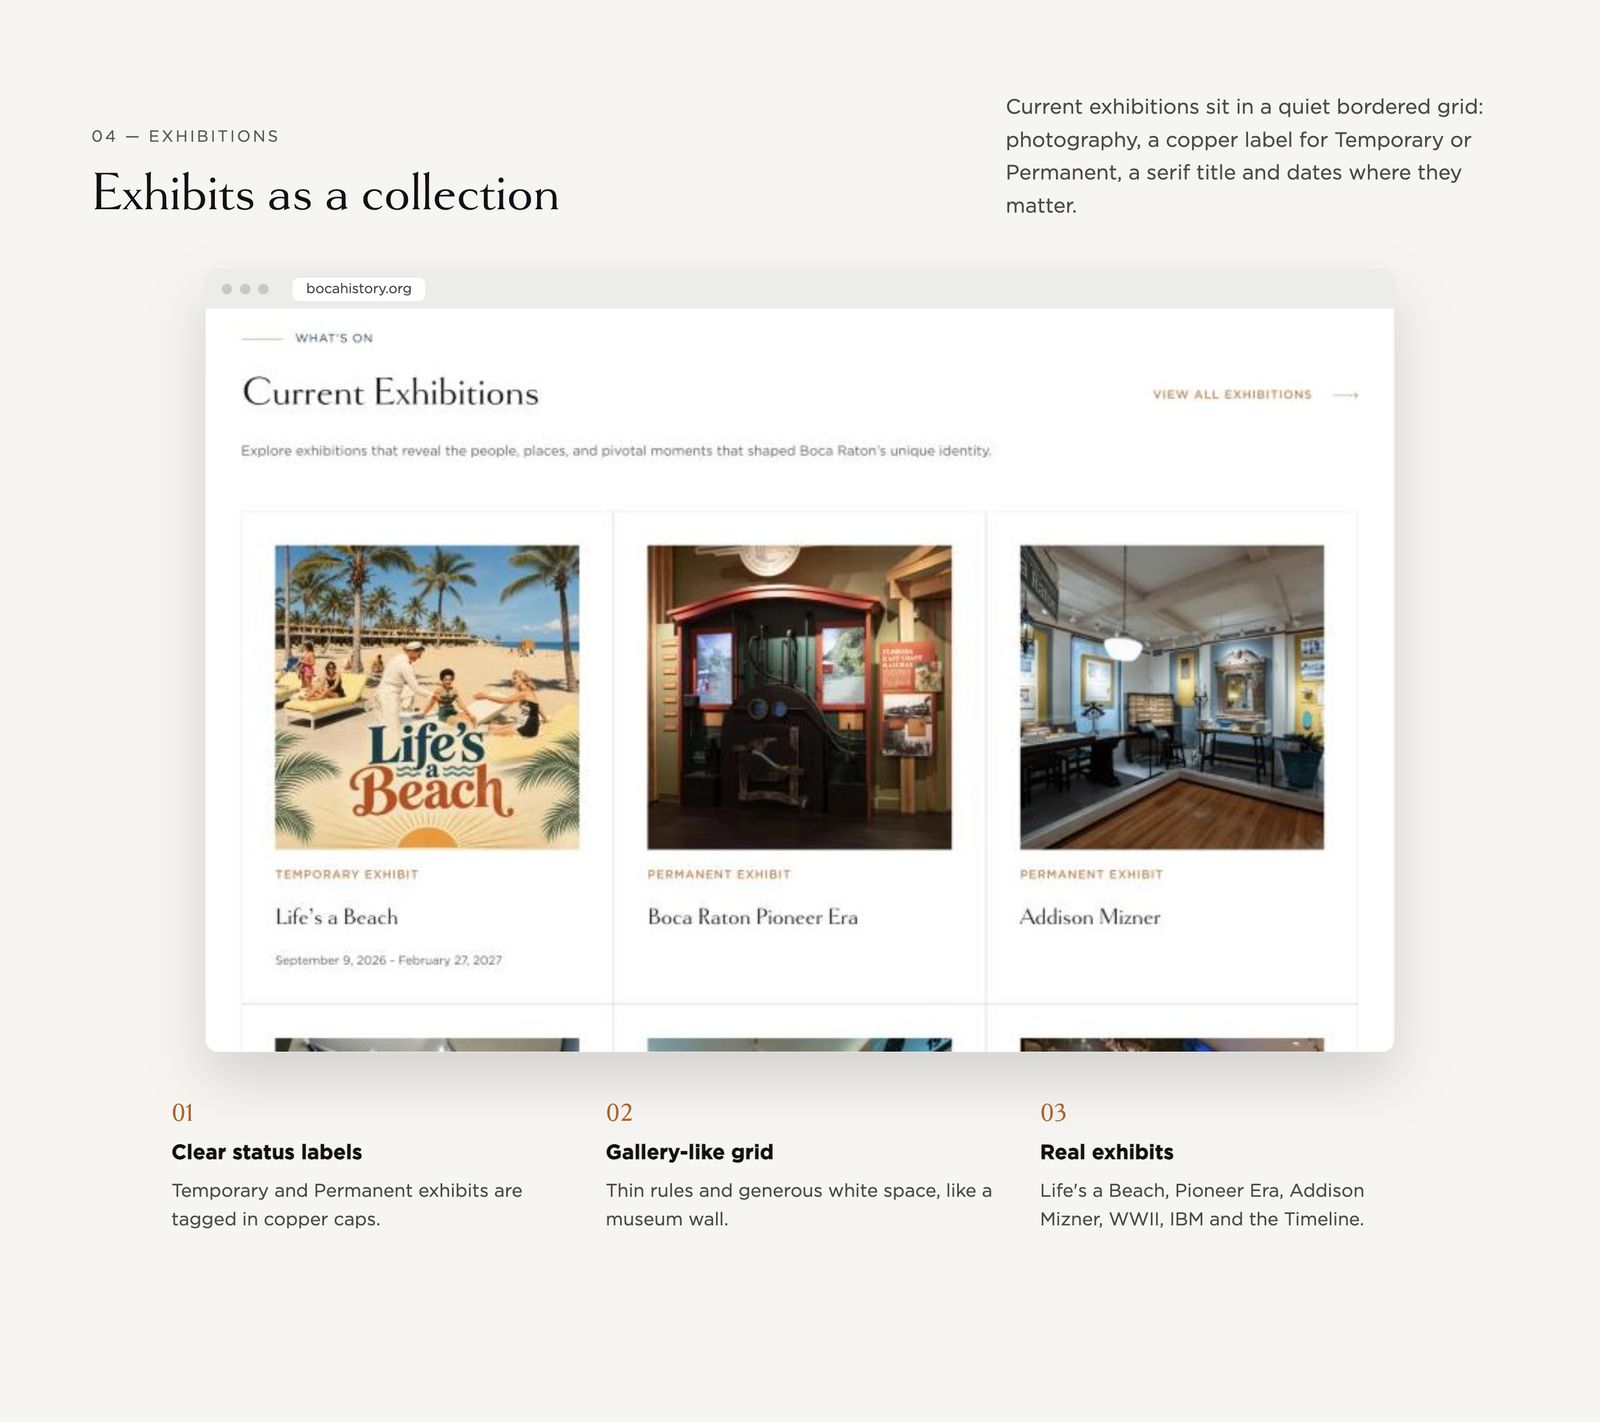 04 — EXHIBITIONS
Exhibits as a collection
Current exhibitions sit in a quiet bordered grid:
photography, a copper label for Temporary or
Permanent, a serif title and dates where they
matter.
bocahistory.org
WHAT'S ON
Current Exhibitions
VIEW ALL EXHIBITIONS
Explore exhibitions that reveal the people, places, and pivotal moments that shaped Boca Raton's unique identity.
Life's
a
Beach
FLORIDA
EAST COAST
RAILWAY
TEMPORARY EXHIBIT
Life's a Beach
September 9, 2026 - February 27, 2027
PERMANENT EXHIBIT
Boca Raton Pioneer Era
PERMANENT EXHIBIT
Addison Mizner
01
Clear status labels
Temporary and Permanent exhibits are
tagged in copper caps.
02
Gallery-like grid
Thin rules and generous white space, like a
museum wall.
03
Real exhibits
Life's a Beach, Pioneer Era, Addison
Mizner, WWII, IBM and the Timeline.